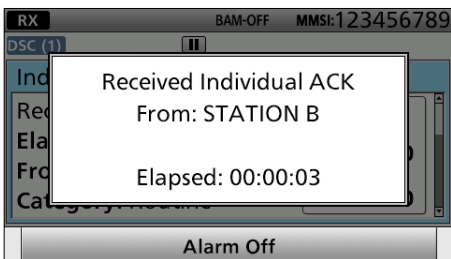 RX BAM-OFF MMSI:123456789
DSC (1)
Received Individual ACK
From: STATION B
Elapsed: 00:00:03
Alarm Off